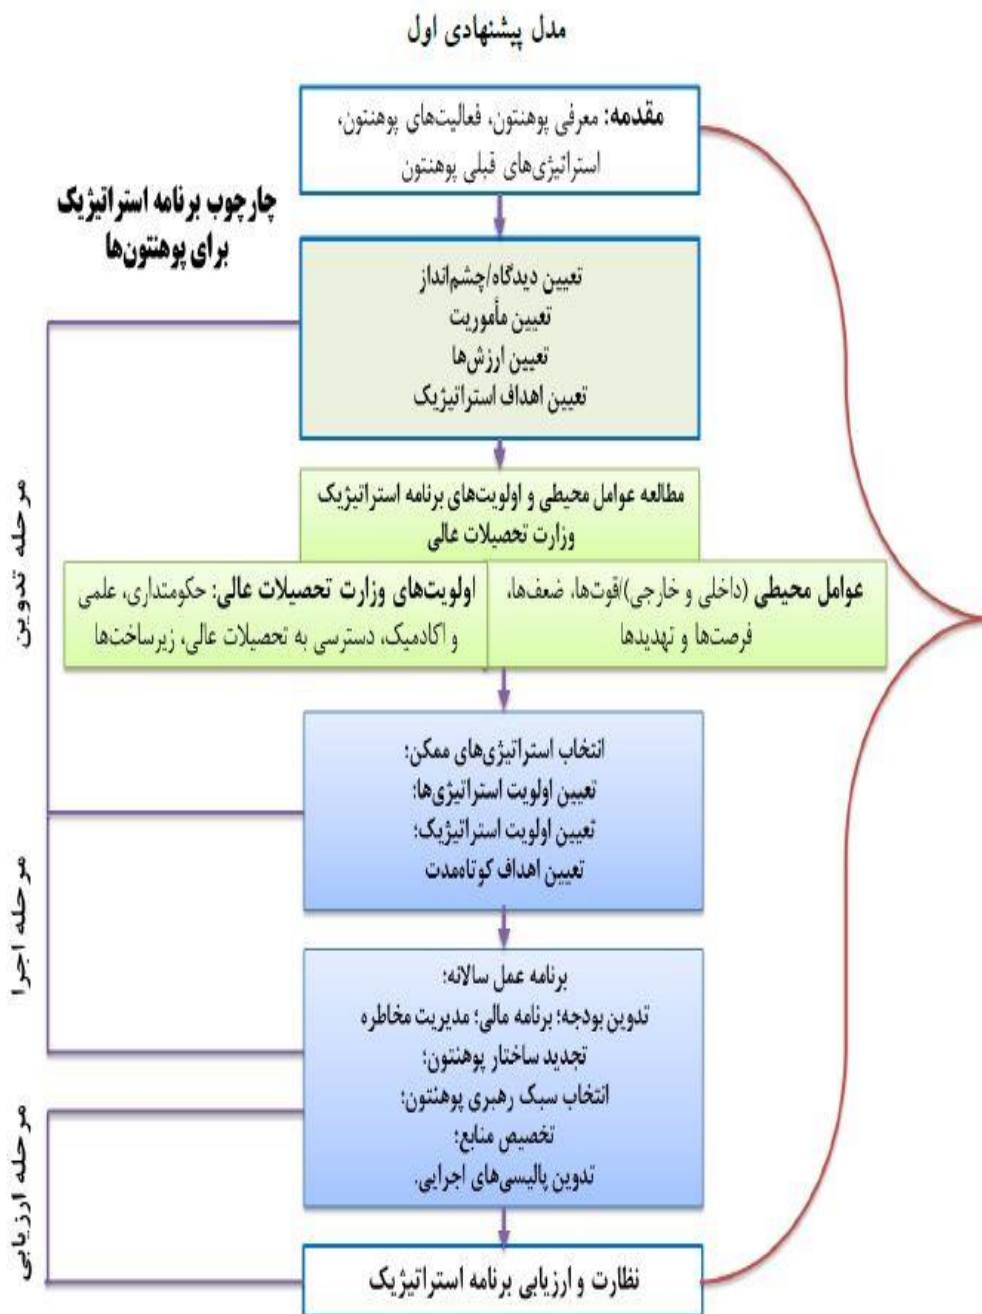 مدل پیشنهادی اول
مقدمه: معرفی پوهنتون، فعالیت‌های پوهنتون،
استراتیژی‌های قبلی پوهنتون
چارچوب برنامه استراتیژیک
برای پوهنتون‌ها
تعیین دیدگاه/چشم‌انداز
تعیین مأموریت
تعیین ارزش‌ها
تعیین اهداف استراتیژیک
مطالعه عوامل محیطی و اولویت‌های برنامه استراتیژیک
وزارت تحصیلات عالی
عوامل محیطی (داخلی و خارجی)/قوت‌ها، ضعف‌ها،
فرصت‌ها و تهدیدها
اولویت‌های وزارت تحصیلات عالی: حکومتداری، علمی
و اکادمیک، دسترسی به تحصیلات عالی، زیرساخت‌ها
مرحله تدوین
انتخاب استراتیژی‌های ممکن؛
تعیین اولویت استراتیژی‌ها؛
تعیین اولویت استراتیژیک؛
تعیین اهداف کوتاه‌مدت
مرحله اجرا
برنامه عمل سالانه؛
تدوین بودجه؛ برنامه مالی؛ مدیریت مخاطره
تجدید ساختار پوهنتون؛
انتخاب سبک رهبری پوهنتون؛
تخصیص منابع؛
تدوین پالیسی‌های اجرایی.
مرحله ارزیابی
نظارت و ارزیابی برنامه استراتیژیک